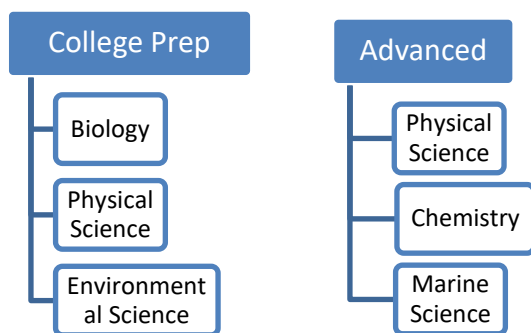 College Prep
Biology
Physical
Science
Environment
al Science
Advanced
Physical
Science
Chemistry
Marine
Science